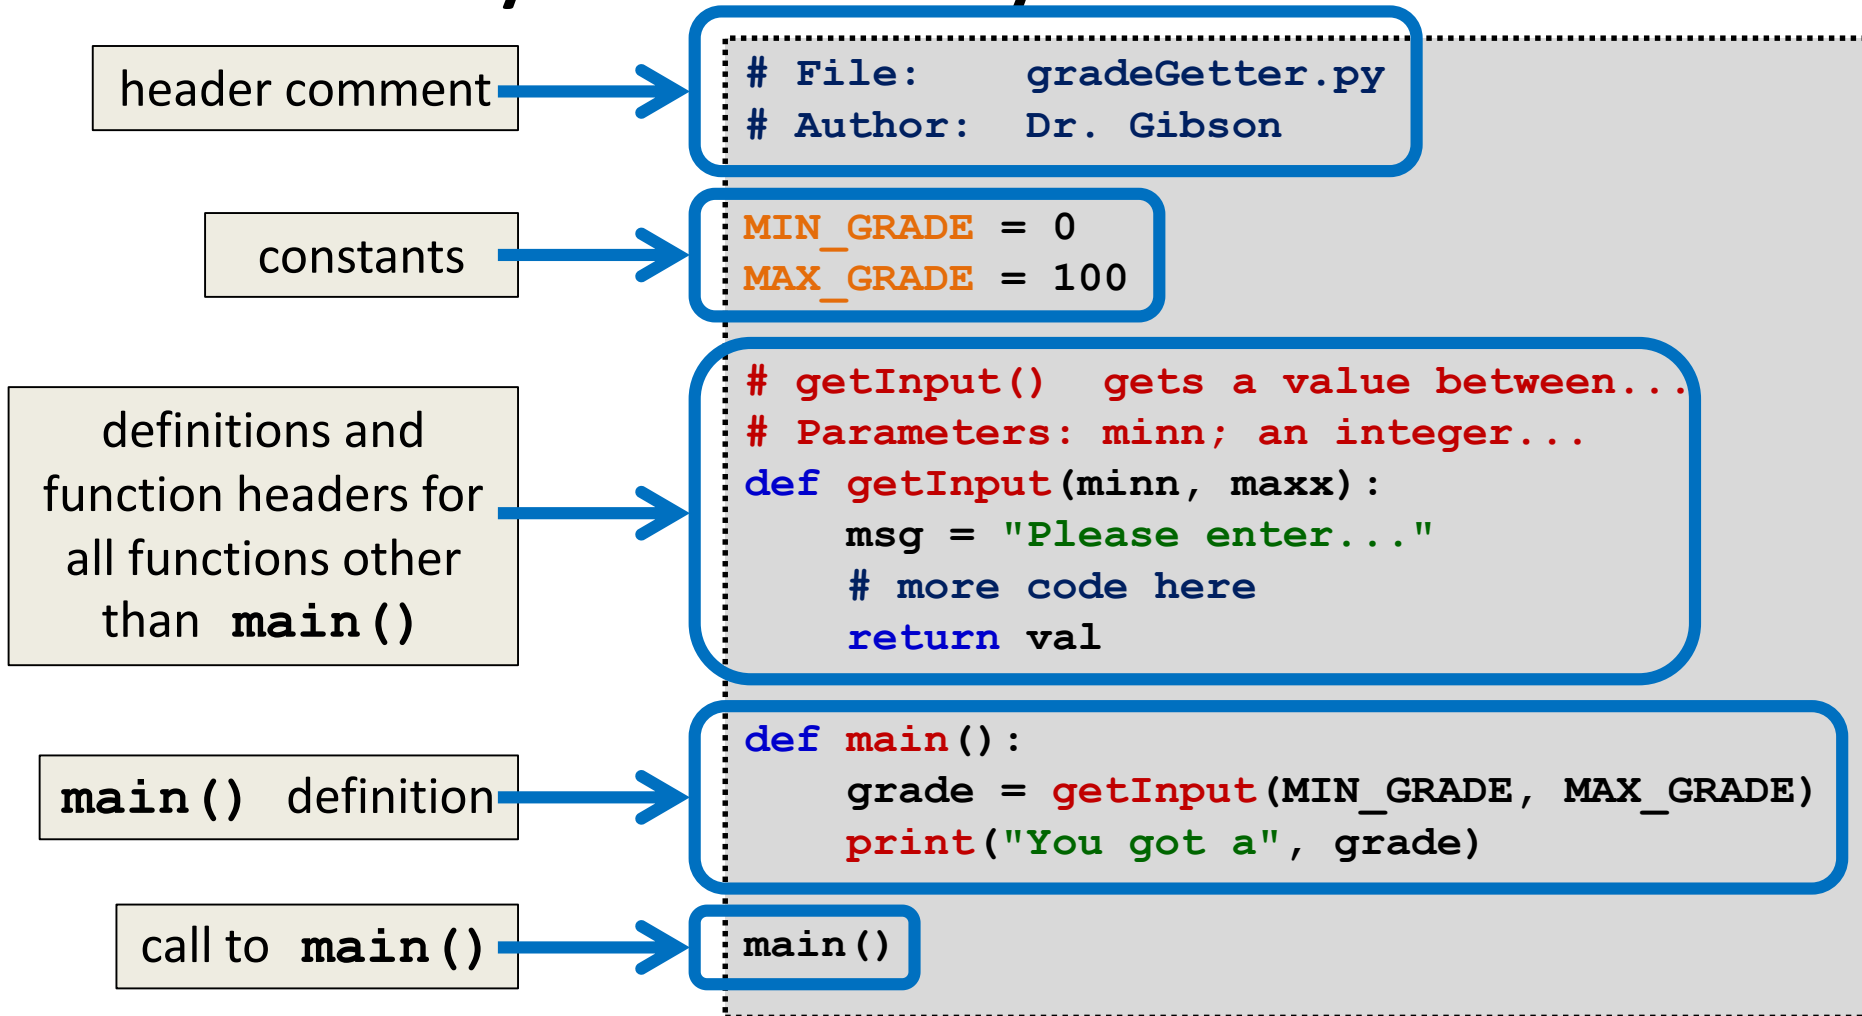 header comment
# File:    gradeGetter.py
# Author:  Dr. Gibson
constants
MIN_GRADE = 0
MAX_GRADE = 100
definitions and
function headers for
all functions other
than main()
# getInput()  gets a value between...
# Parameters: minn; an integer...
def getInput(minn, maxx):
    msg = "Please enter..."
    # more code here
    return val
main() definition
def main():
    grade = getInput(MIN_GRADE, MAX_GRADE)
    print("You got a", grade)
call to main()
main()